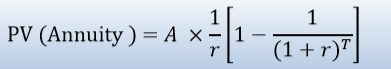 PV (Annuity ) = A × 1/r [1 − 1/(1 + r)^T]